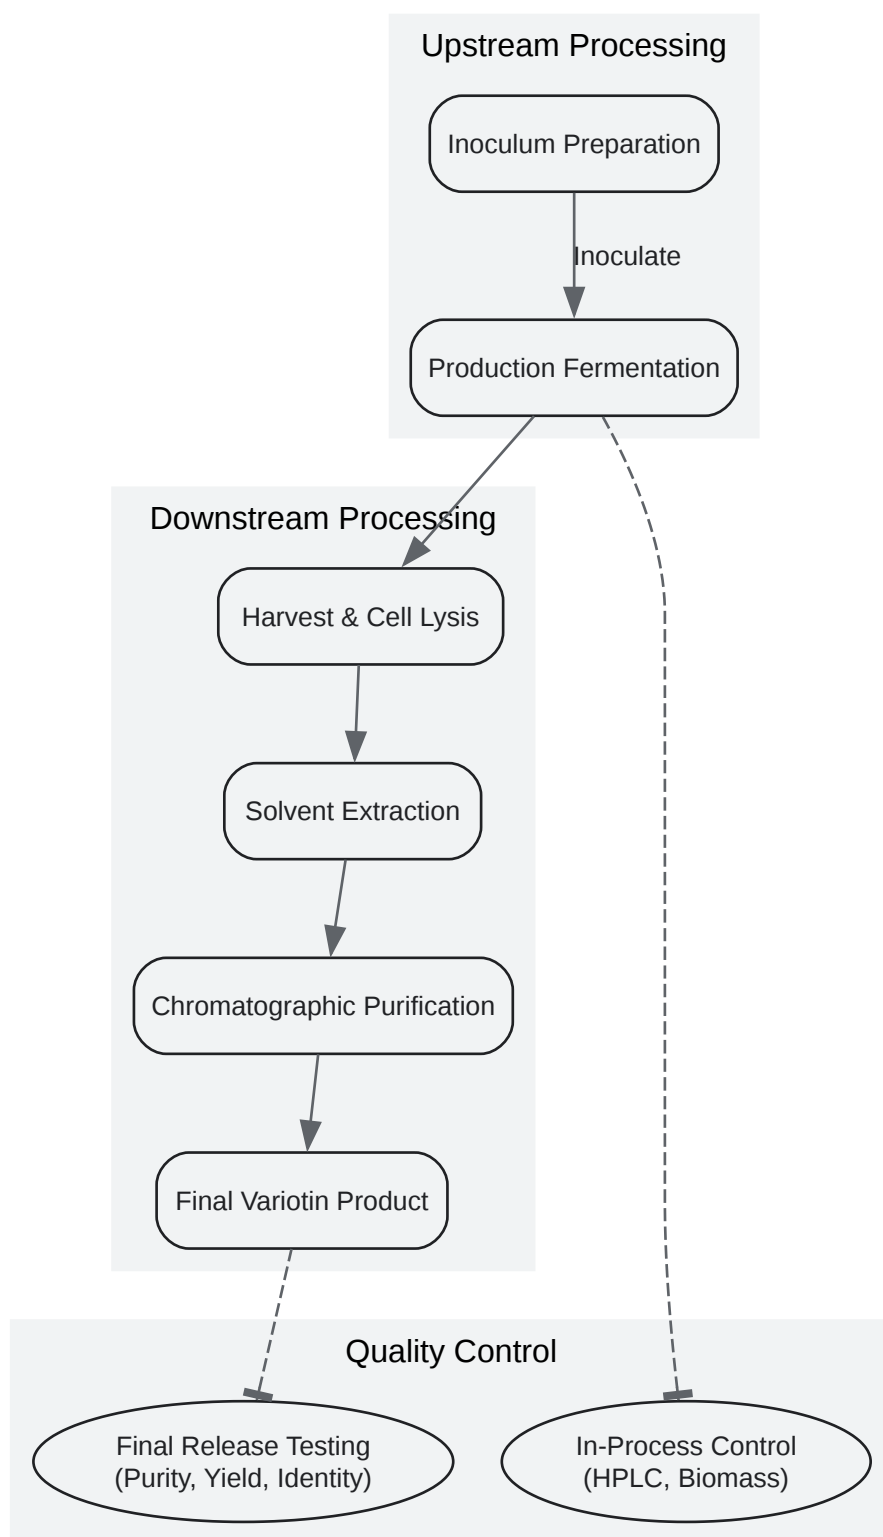 Upstream Processing
Inoculum Preparation
Inoculate
Production Fermentation
Downstream Processing
Harvest & Cell Lysis
Solvent Extraction
Chromatographic Purification
Final Variotin Product
Quality Control
Final Release Testing
(Purity, Yield, Identity)
In-Process Control
(HPLC, Biomass)